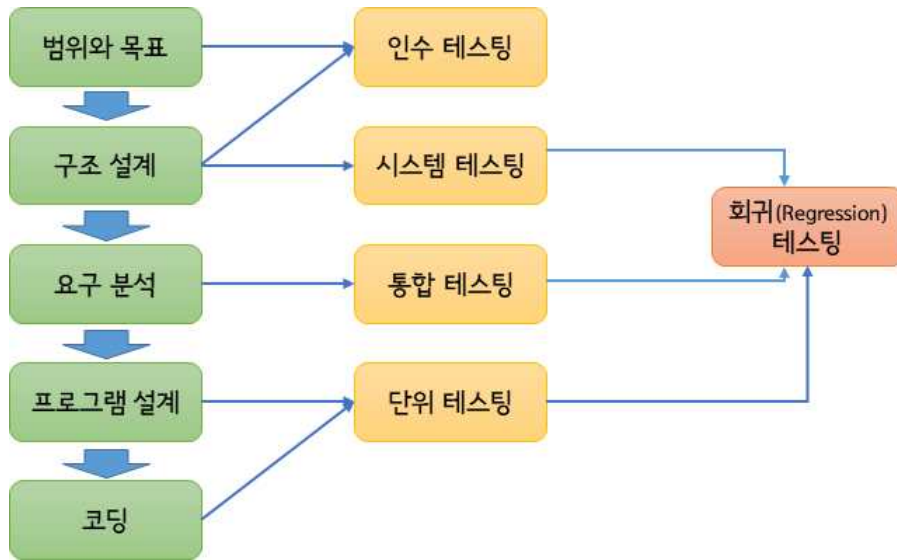 범위와 목표
인수 테스팅
구조 설계
시스템 테스팅
회귀(Regression)
테스팅
요구 분석
통합 테스팅
프로그램 설계
단위 테스팅
코딩